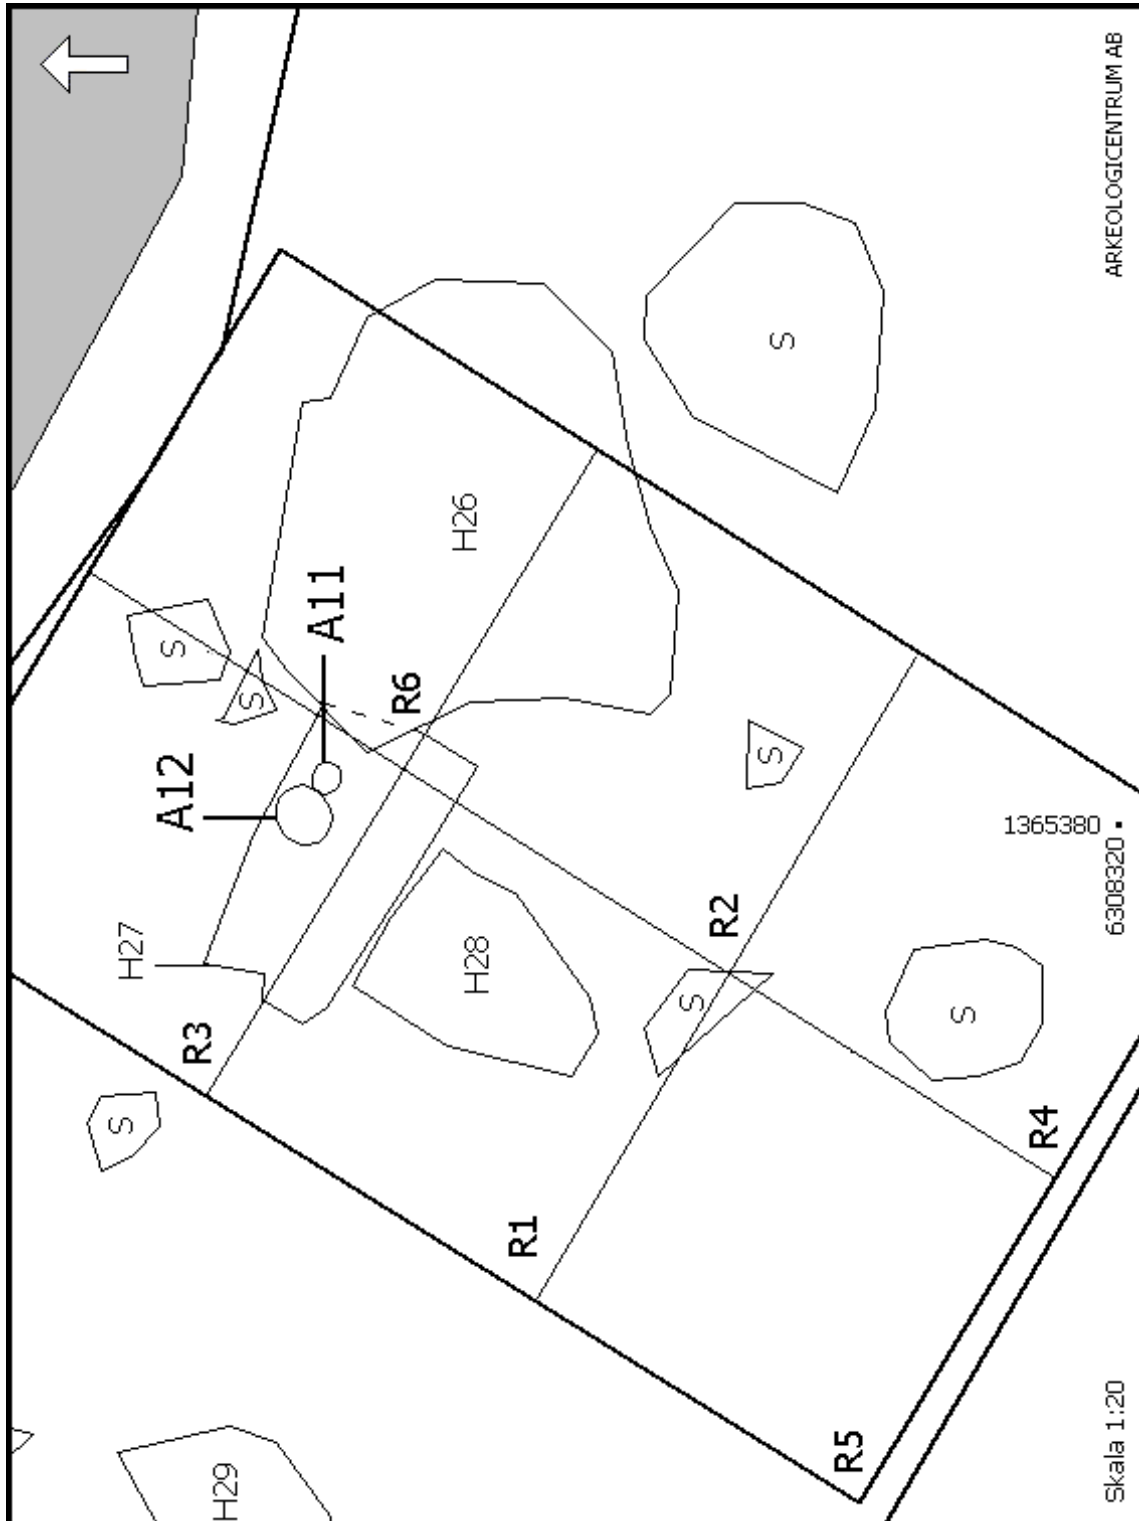 H29
S
H27
A12
S
S
A11
R3
H26
R6
H28
S
R1
S
R2
S
S
R5
R4
1365380
6308320
Skala 1:20
ARKEOLOGICENTRUM AB